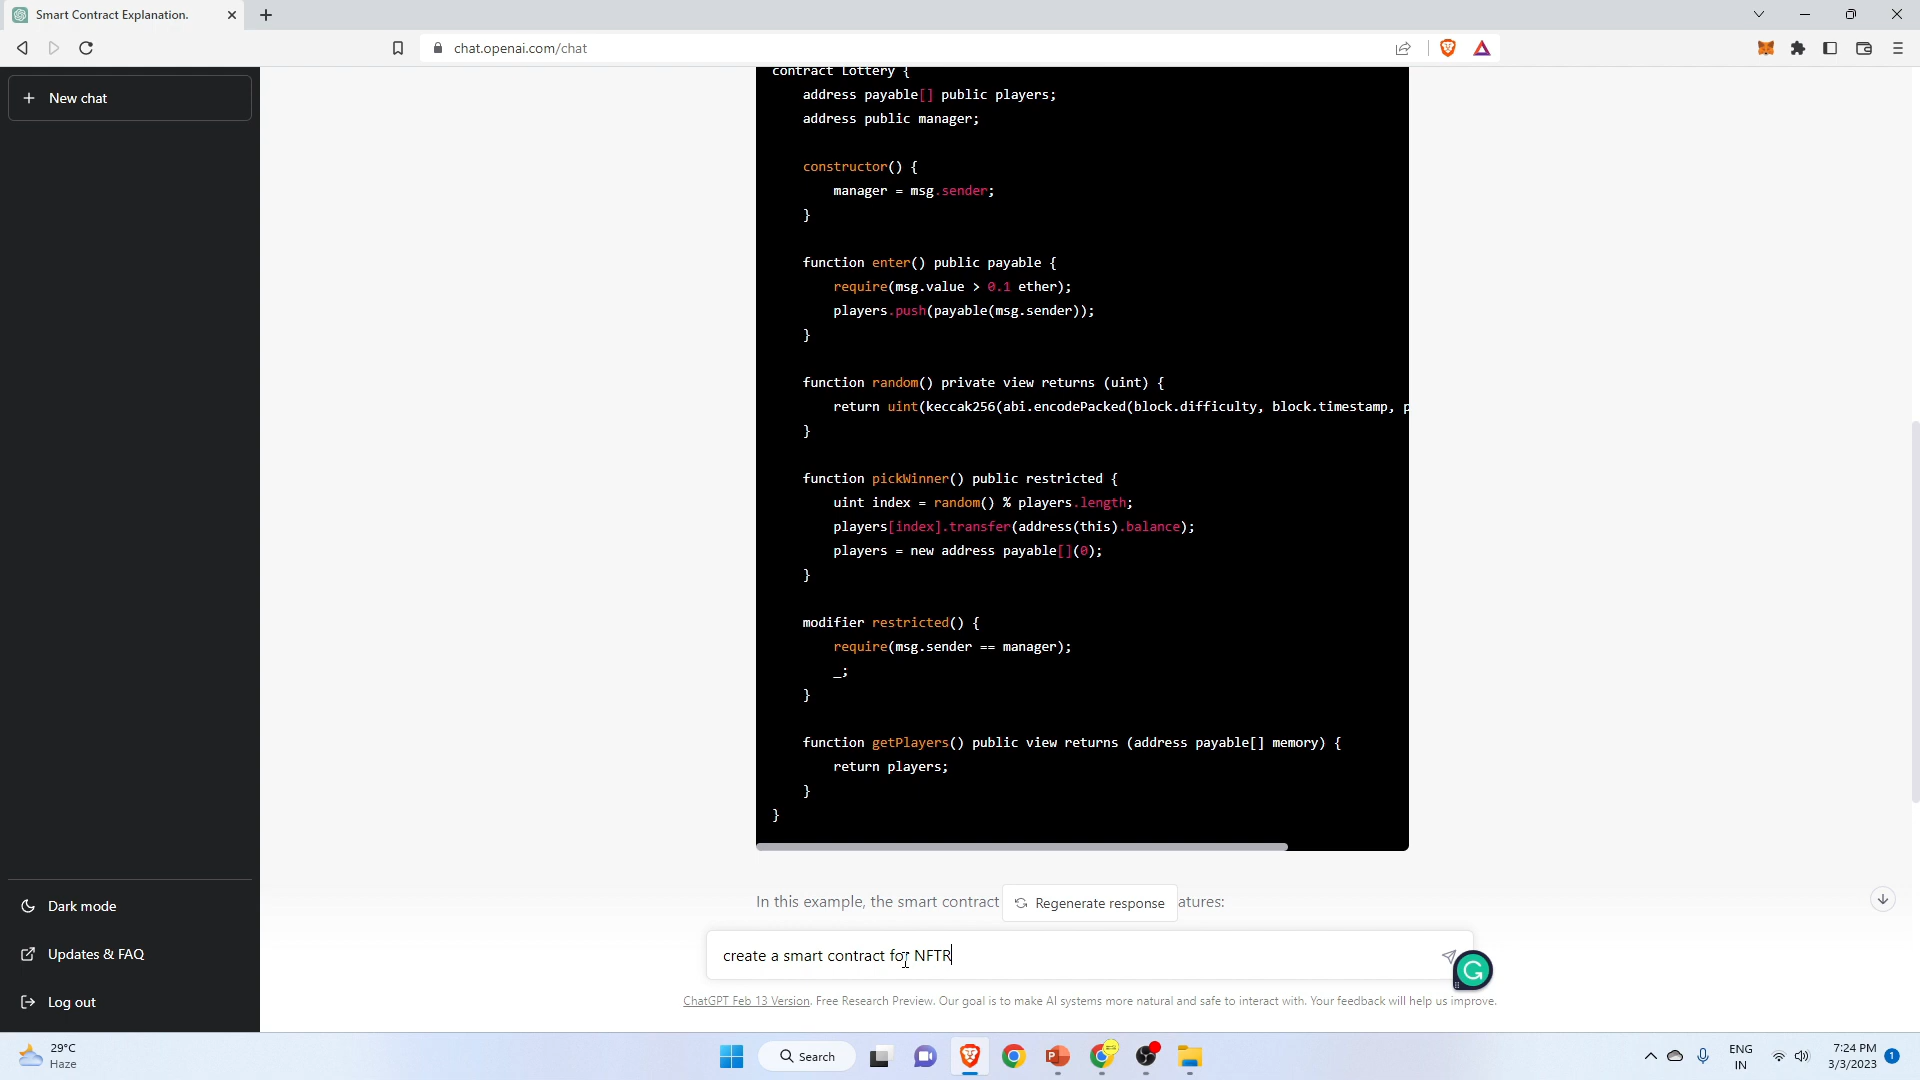 Smart Contract Explanation.
chat.openai.com/chat
New chat
contract Lottery {
address payable[] public players;
address public manager;
constructor() {
manager = msg.sender;
}
function enter() public payable {
require(msg.value > 0.1 ether);
players.push(payable(msg.sender));
}
function random() private view returns (uint) {
return uint(keccak256(abi.encodePacked(block.difficulty, block.timestamp, p
}
function pickWinner() public restricted {
uint index = random() % players.length;
players[index].transfer(address(this).balance);
players = new address payable[](0);
}
modifier restricted() {
require(msg.sender == manager);
_;
}
function getPlayers() public view returns (address payable[] memory) {
return players;
}
}
In this example, the smart contract
Regenerate response
atures:
create a smart contract for NFTR
ChatGPT Feb 13 Version. Free Research Preview. Our goal is to make AI systems more natural and safe to interact with. Your feedback will help us improve.
Dark mode
Updates & FAQ
Log out
29°C
Haze
Search
ENG
IN
7:24 PM
3/3/2023
1